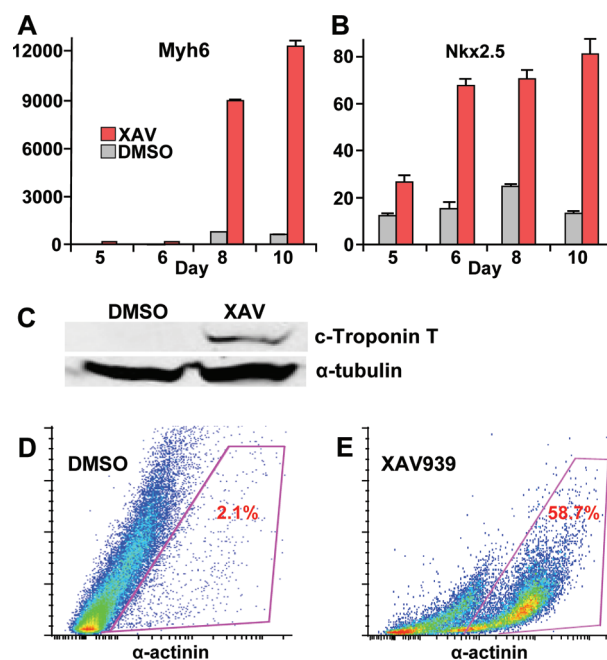 A
Myh6
12000
9000
6000
3000
0
XAV
DMSO
5 6 8 10
Day
B
Nkx2.5
80
60
40
20
0
5 6 8 10
Day
C
DMSO XAV
c-Troponin T
α-tubulin
D
DMSO
2.1%
α-actinin
E
XAV939
58.7%
α-actinin